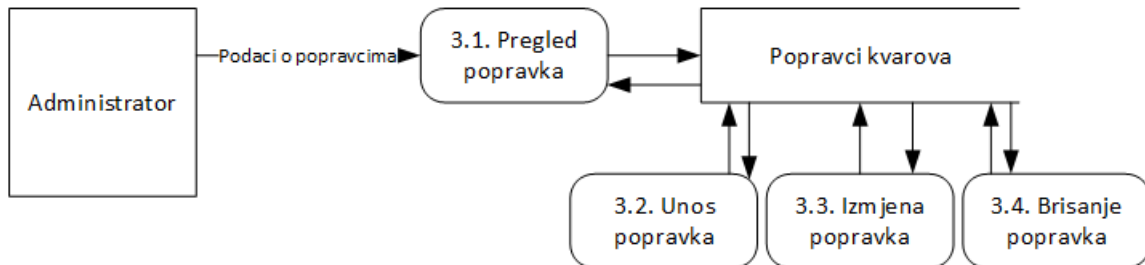 Administrator
Podaci o popravcima
3.1. Pregled
popravka
Popravci kvarova
3.2. Unos
popravka
3.3. Izmjena
popravka
3.4. Brisanje
popravka